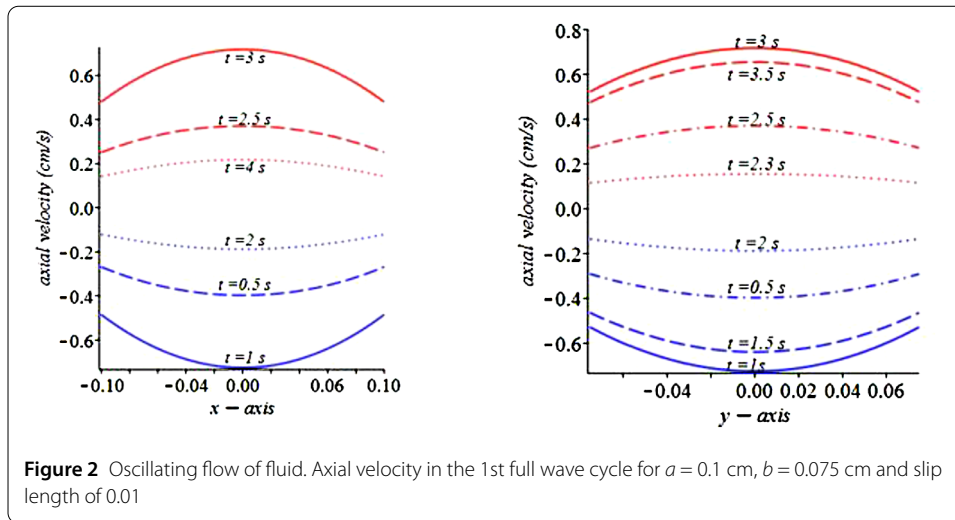 0.6
0.4
0.2
0.0
−0.2
−0.4
−0.6
axial velocity (cm/s)
t = 3 s
t = 2.5 s
t = 4 s
t = 2 s
t = 0.5 s
t = 1 s
−0.10 −0.04 0.00 0.06 0.10
x − axis
0.8
0.6
0.4
0.2
0.0
−0.2
−0.4
−0.6
axial velocity (cm/s)
t = 3 s
t = 3.5 s
t = 2.5 s
t = 2.3 s
t = 2 s
t = 0.5 s
t = 1.5 s
t = 1s
−0.04 0.00 0.02 0.04 0.06
y − axis
Figure 2 Oscillating flow of fluid. Axial velocity in the 1st full wave cycle for a = 0.1 cm, b = 0.075 cm and slip
length of 0.01